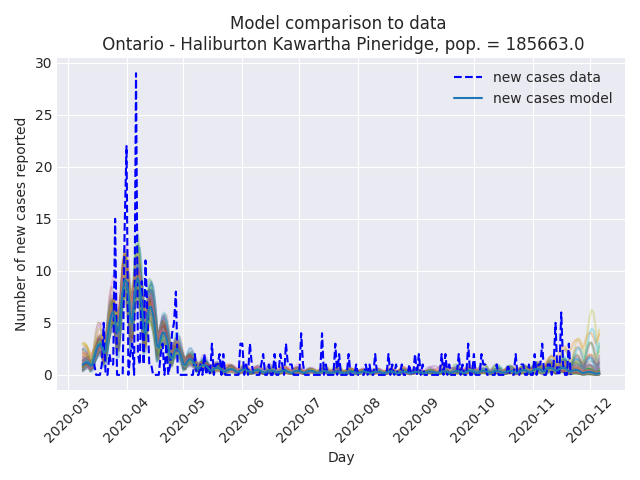 Model comparison to data
Ontario - Haliburton Kawartha Pineridge, pop. = 185663.0
new cases data
new cases model
Number of new cases reported
30
25
20
15
10
5
0
2020-03
2020-04
2020-05
2020-06
2020-07
2020-08
2020-09
2020-10
2020-11
2020-12
Day